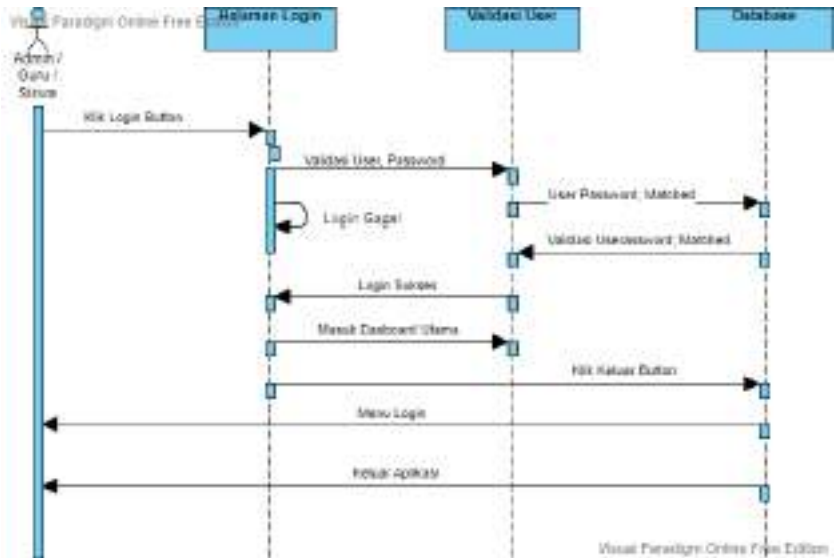 Visual Paradigm Online Free Edition
Halaman Login
Validasi User
Database
Admin /
Guru /
Siswa
Klik Login Button
Validasi User, Password
User Password, Matched
Login Gagal
Validasi Userpassword, Matched
Login Sukses
Masuk Dasboard Utama
Klik Keluar Button
Menu Login
Keluar Aplikasi
Visual Paradigm Online Free Edition